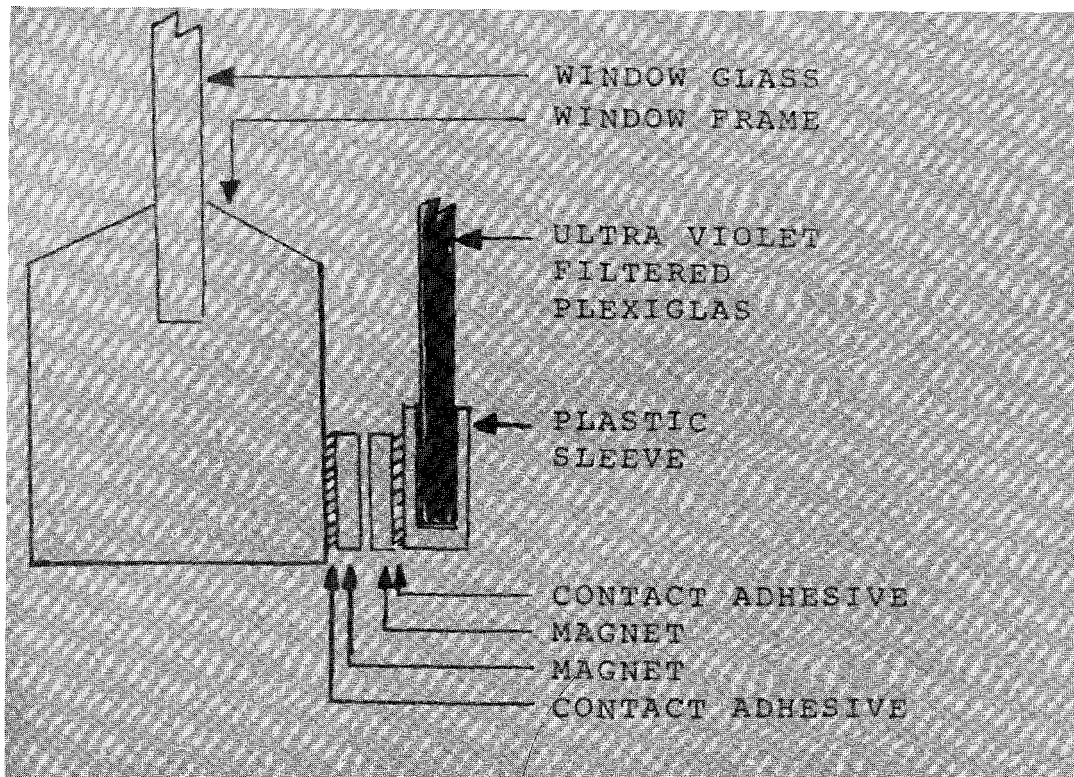 WINDOW GLASS
WINDOW FRAME
ULTRA VIOLET
FILTERED
PLEXIGLAS
PLASTIC
SLEEVE
CONTACT ADHESIVE
MAGNET
MAGNET
CONTACT ADHESIVE